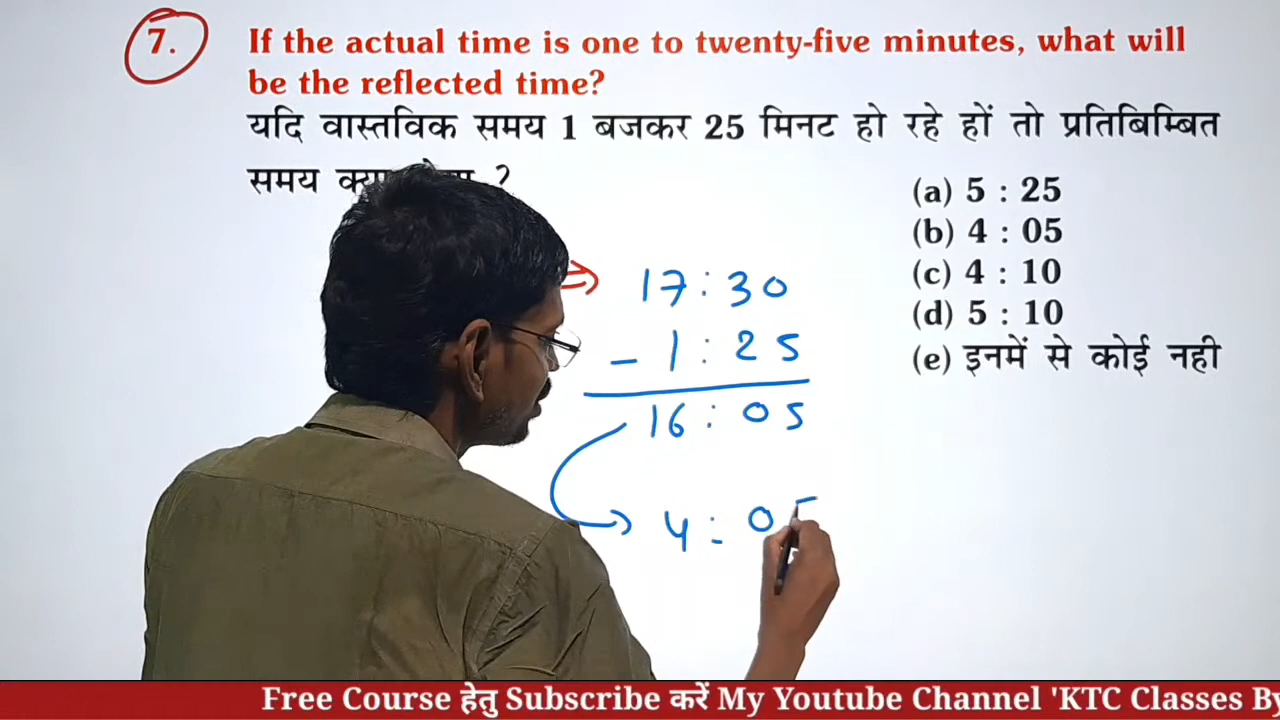 7. If the actual time is one to twenty-five minutes, what will
be the reflected time?
यदि वास्तविक समय 1 बजकर 25 मिनट हो रहे हों तो प्रतिबिम्बित
समय ?
(a) 5 : 25
(b) 4 : 05
(c) 4 : 10
(d) 5 : 10
(e) इनमें से कोई नही
⇒ 17:30
- 1:25
16:05
→ 4:05
Free Course हेतु Subscribe करें My Youtube Channel 'KTC Classes By